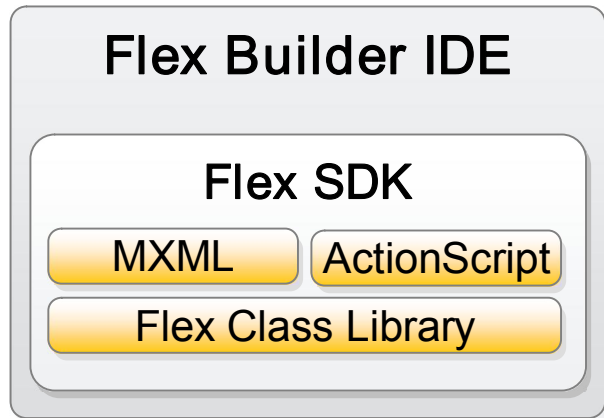 Flex Builder IDE
Flex SDK
MXML
ActionScript
Flex Class Library